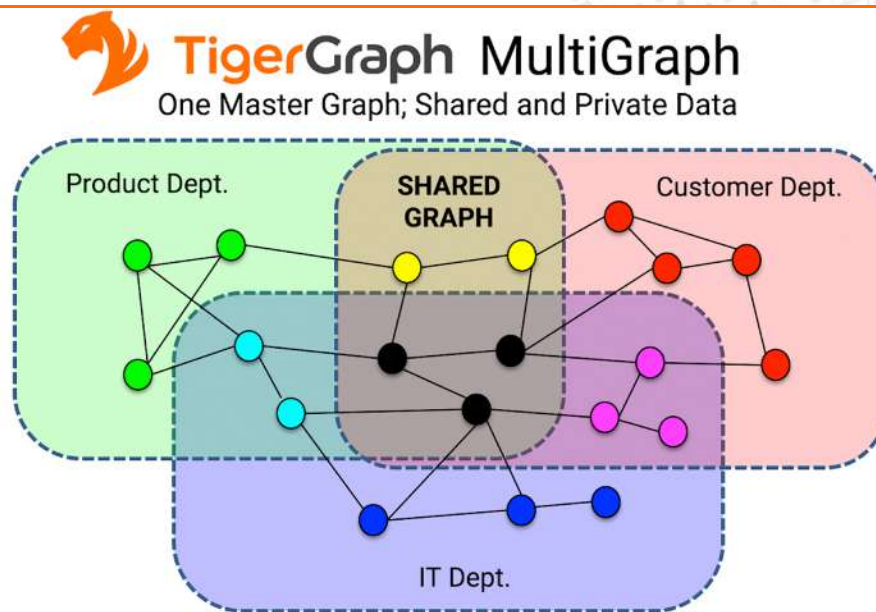 TigerGraph MultiGraph
One Master Graph; Shared and Private Data
Product Dept.
SHARED
GRAPH
Customer Dept.
IT Dept.